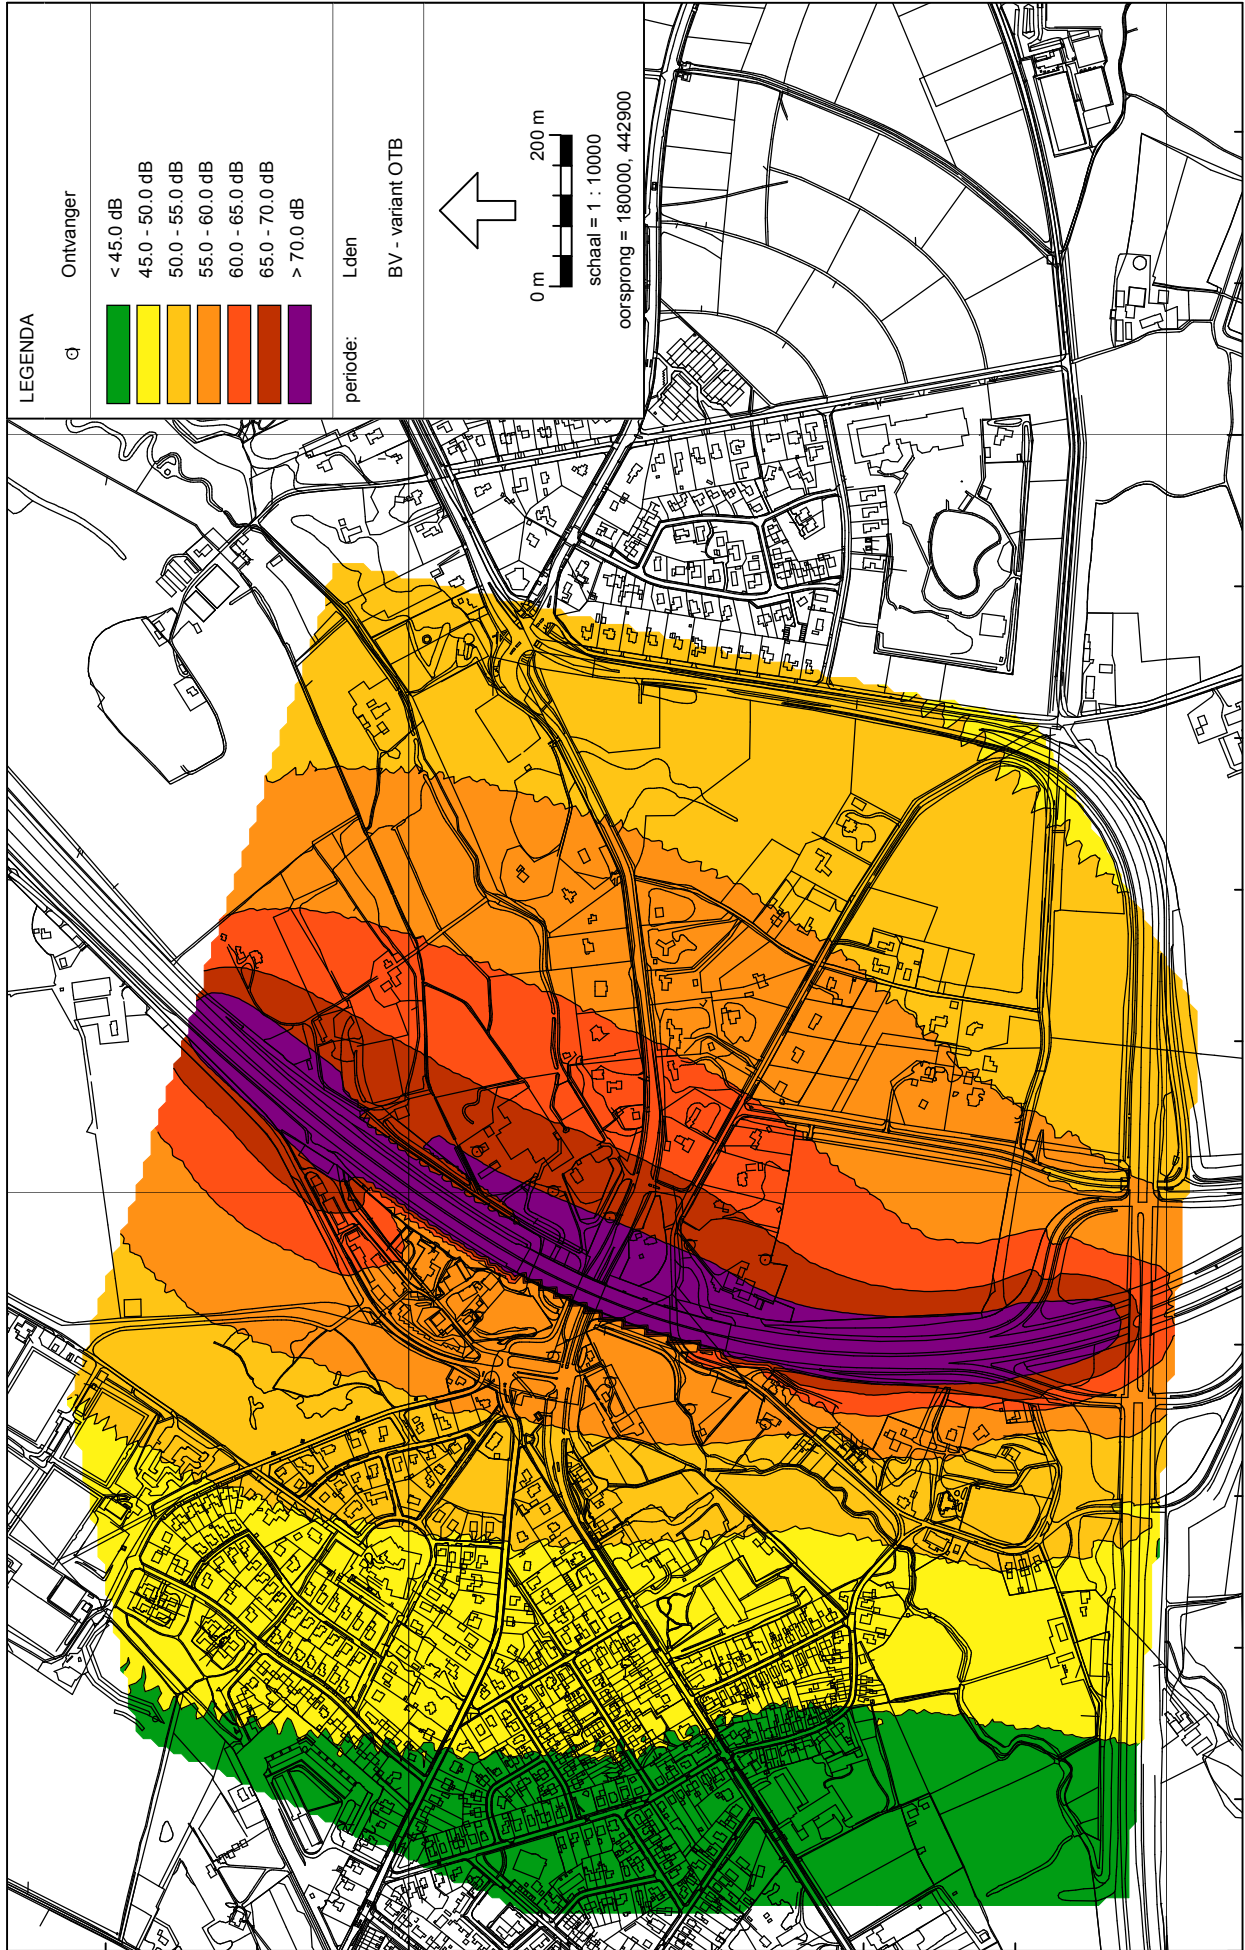 LEGENDA
Ontvanger
< 45.0 dB
45.0 - 50.0 dB
50.0 - 55.0 dB
55.0 - 60.0 dB
60.0 - 65.0 dB
65.0 - 70.0 dB
> 70.0 dB
periode: Lden
BV - variant OTB
0 m 200 m
schaal = 1 : 10000
oorsprong = 180000, 442900